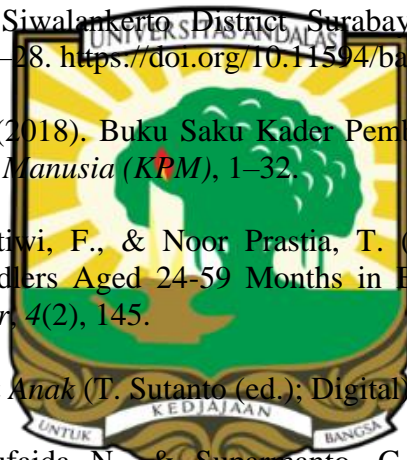 Siwalankerto District Surabay
UNIVERSITAS ANDALAS
–28. https://doi.org/10.11594/ba
(2018). Buku Saku Kader Pemb
Manusia (KPM), 1–32.
tiwi, F., & Noor Prastia, T. (
dlers Aged 24-59 Months in B
r, 4(2), 145.
Anak (T. Sutanto (ed.); Digital
KEDJAJAAN
UNTUK BANGSA
ufaida, N., & Supermanto, G